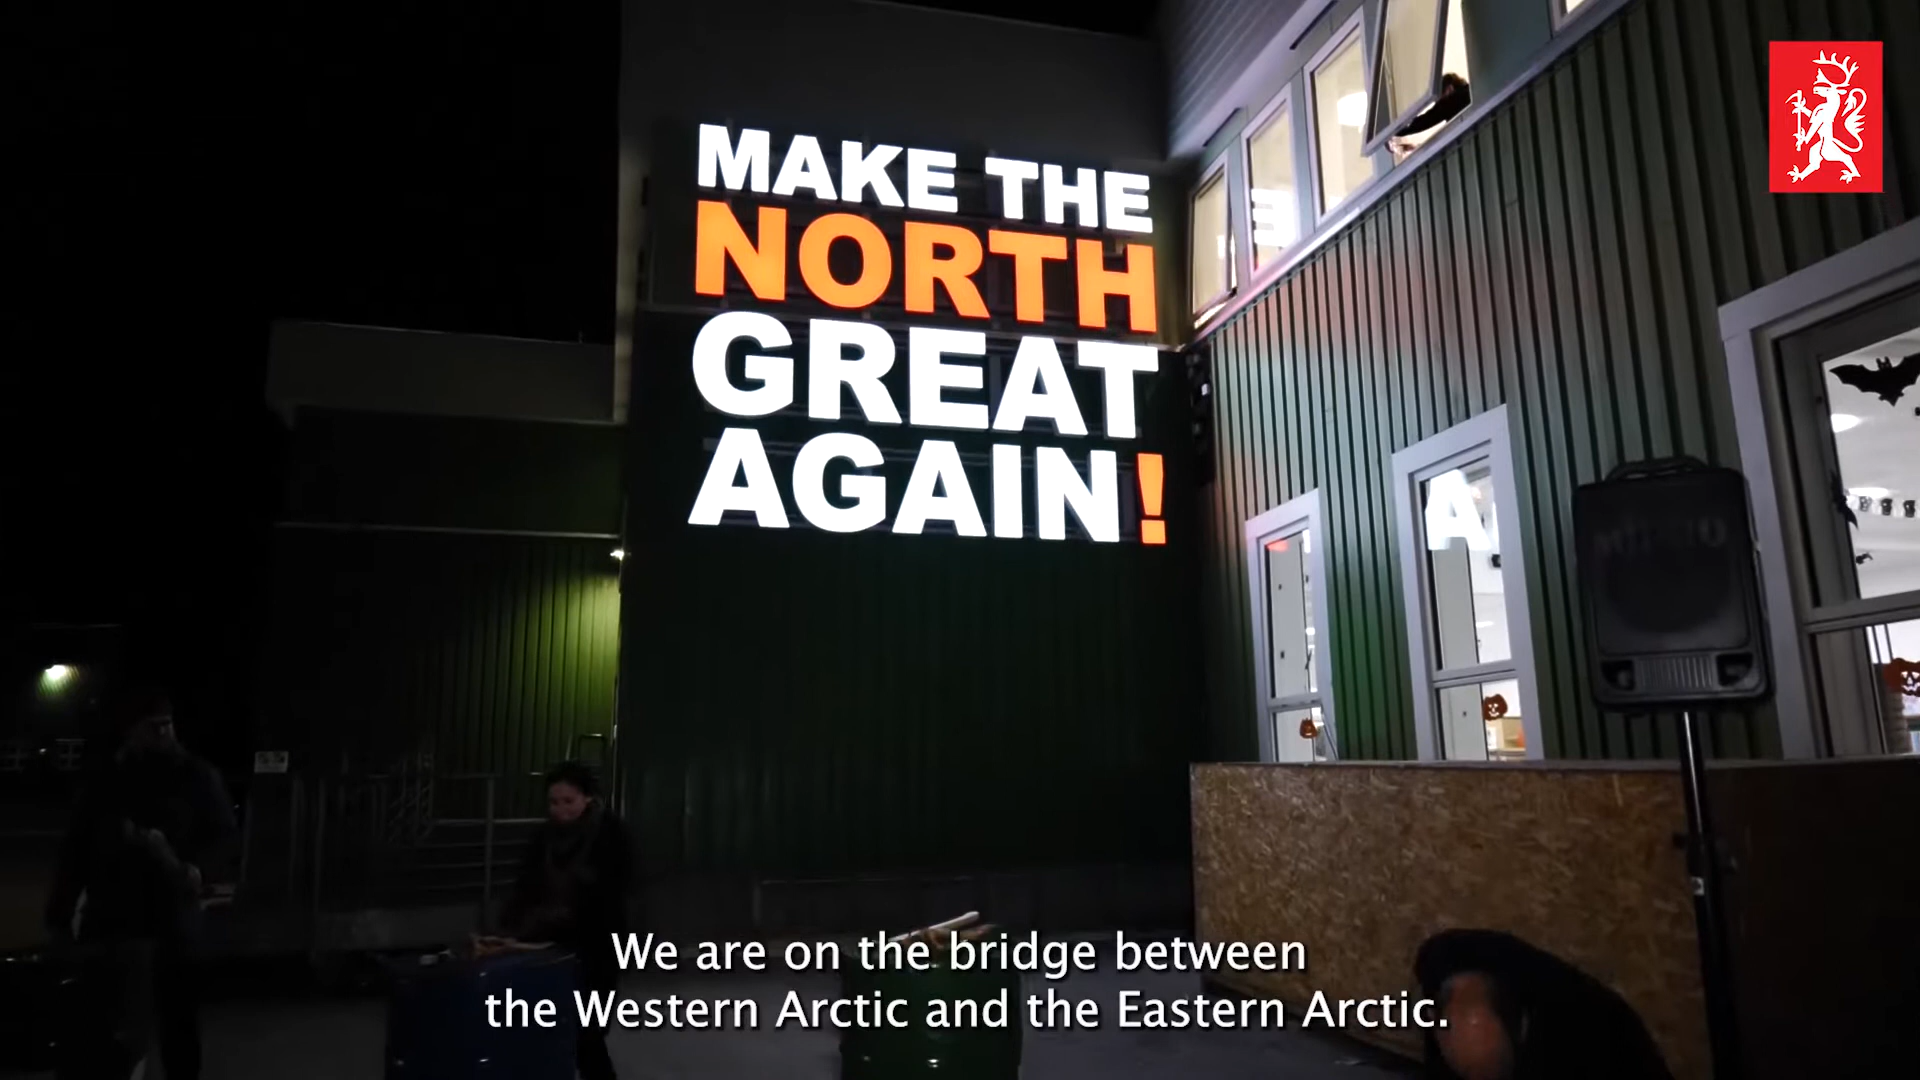 MAKE THE
NORTH
GREAT
AGAIN!
A
We are on the bridge between
the Western Arctic and the Eastern Arctic.